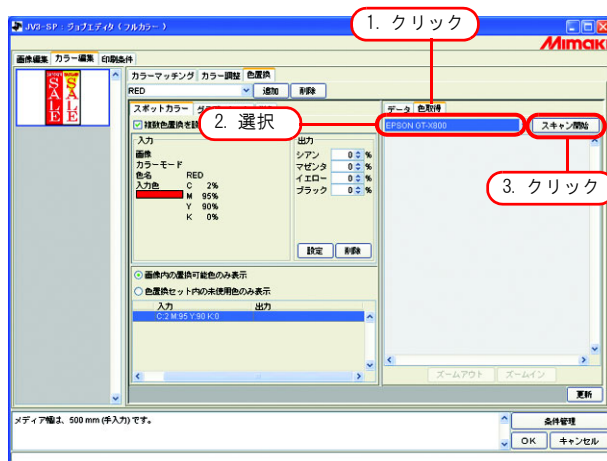 JV3-SP : ジョブエディタ ( フルカラー )
1. クリック
Mimaki
画像編集 カラー編集 印刷条件
カラーマッチング カラー調整 色置換
RED 追加 削除
SALE SALE
スポットカラー
データ 色取得
2. 選択
EPSON GT-X800 スキャン開始
3. クリック
入力
画像
カラーモード
色名 RED
入力色 C 2%
M 95%
Y 90%
K 0%
出力
シアン 0 %
マゼンタ 0 %
イエロー 0 %
ブラック 0 %
設定 削除
画像内の置換可能色のみ表示
色置換セット内の未使用色のみ表示
入力 出力
C:2 M:95 Y:90 K:0
ズームアウト ズームイン
更新
メディア幅は、500 mm (手入力) です。
条件管理
OK キャンセル